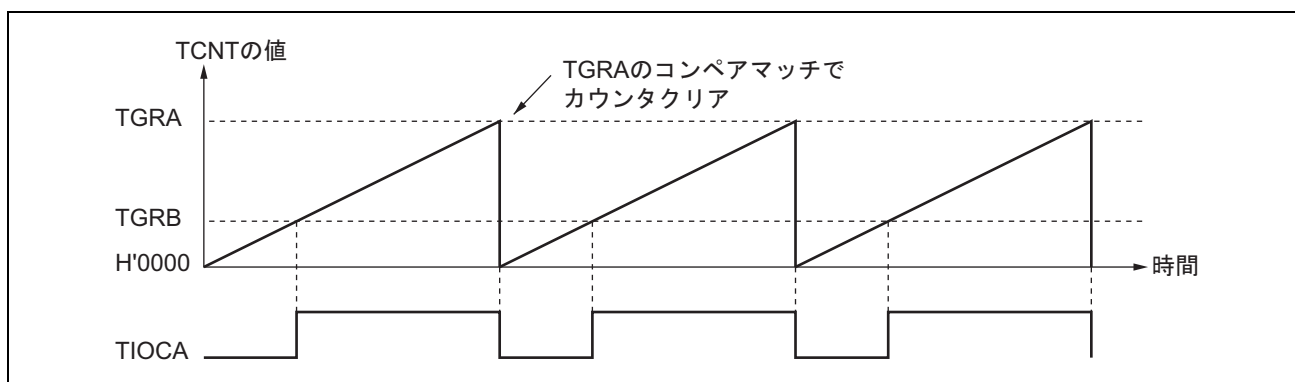 TCNTの値
TGRAのコンペアマッチで
カウンタクリア
TGRA
TGRB
H'0000
時間
TIOCA